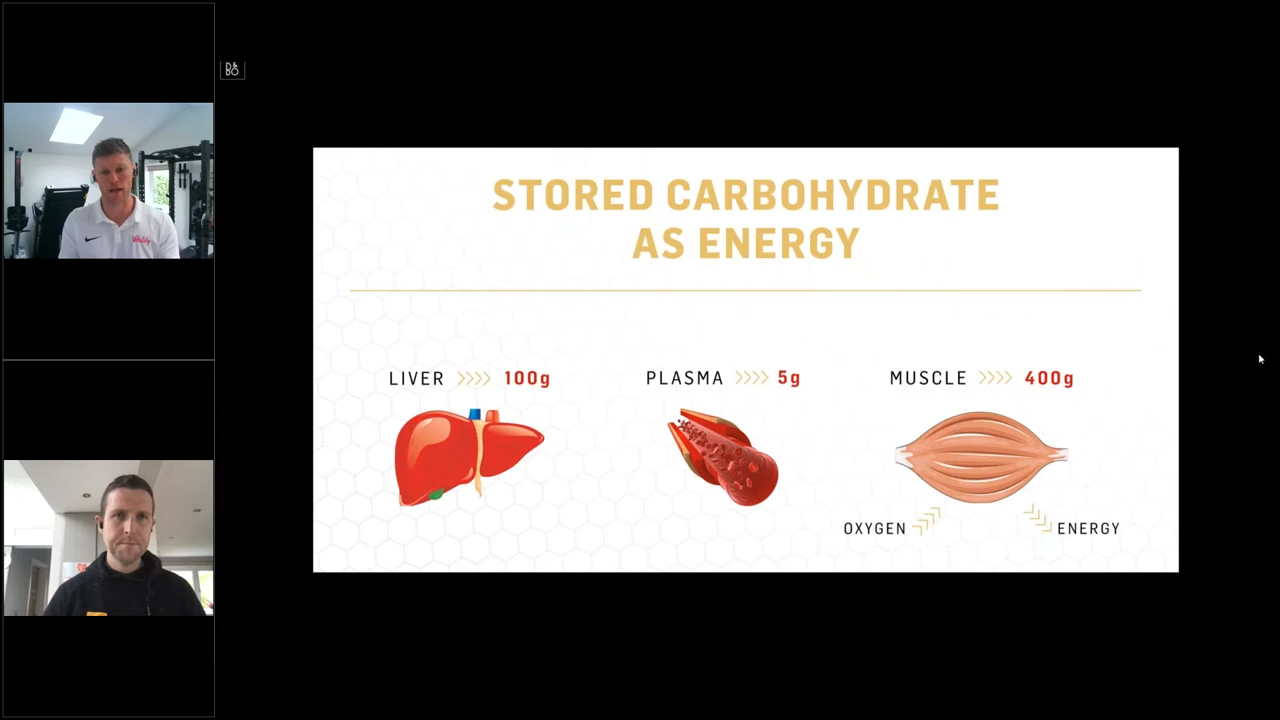 STORED CARBOHYDRATE
AS ENERGY
LIVER >>>> 100g
PLASMA >>>> 5g
MUSCLE >>>> 400g
OXYGEN
ENERGY